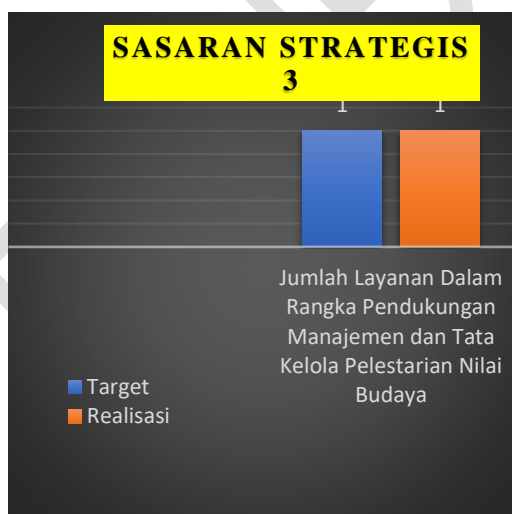 SASARAN STRATEGIS
3
1 1
Jumlah Layanan Dalam
Rangka Pendukungan
Manajemen dan Tata
Kelola Pelestarian Nilai
Budaya
Target
Realisasi